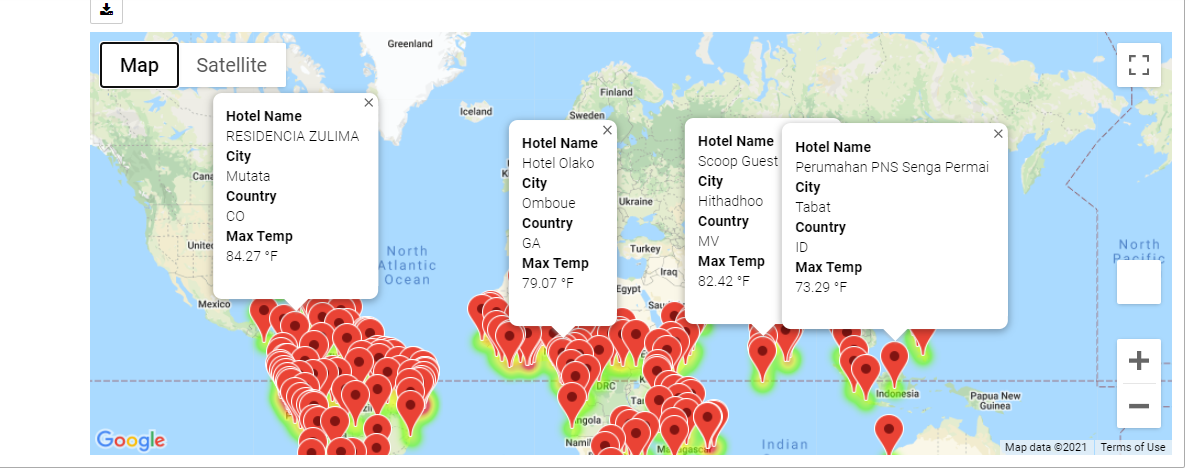 Map
Satellite
Greenland
Iceland
Finland
Sweden
Ukraine
Turkey
Iraq
Egypt
North
Atlantic
Ocean
Mexico
Hotel Name
RESIDENCIA ZULIMA
City
Mutata
Country
CO
Max Temp
84.27 °F
Hotel Name
Hotel Olako
City
Omboue
Country
GA
Max Temp
79.07 °F
Hotel Name
Scoop Guest
City
Hithadhoo
Country
MV
Max Temp
82.42 °F
Hotel Name
Perumahan PNS Senga Permai
City
Tabat
Country
ID
Max Temp
73.29 °F
North
Pacific
DRC
Indonesia
Papua New
Guinea
Indian
Google
Map data ©2021
Terms of Use